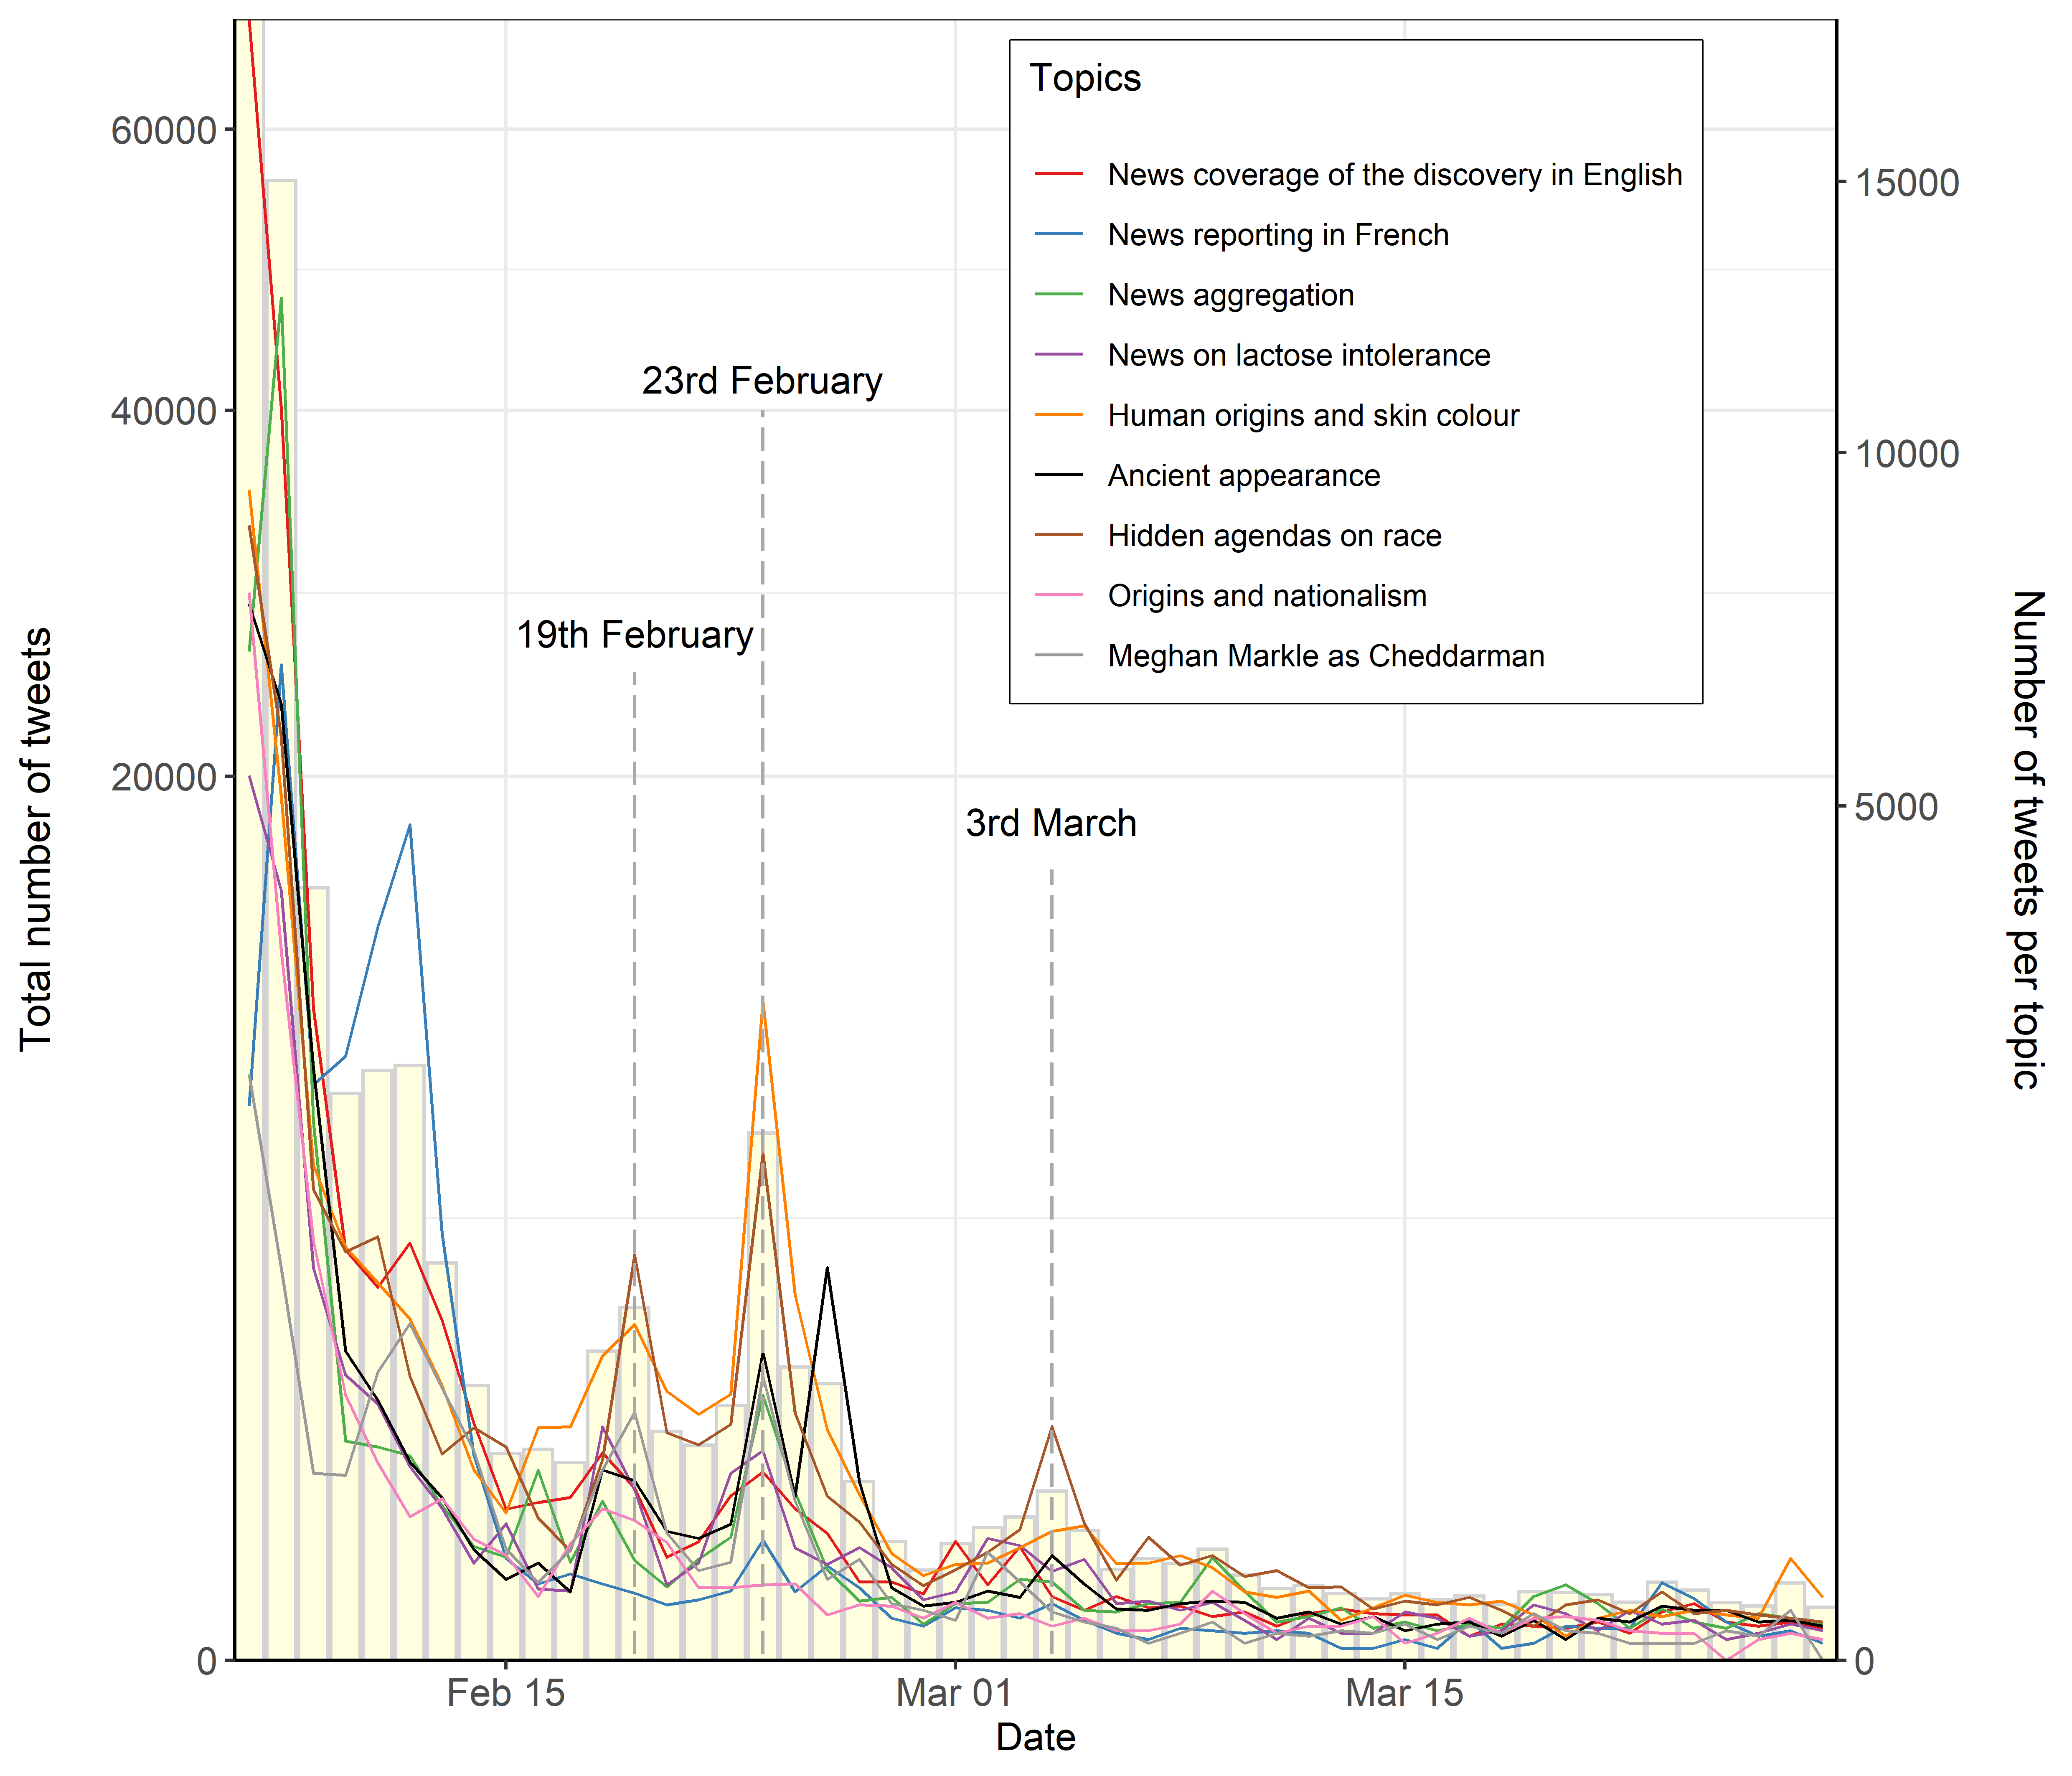 Topics
News coverage of the discovery in English
News reporting in French
News aggregation
News on lactose intolerance
Human origins and skin colour
Ancient appearance
Hidden agendas on race
Origins and nationalism
Meghan Markle as Cheddarman
23rd February
19th February
3rd March
Total number of tweets
60000
40000
20000
0
Number of tweets per topic
15000
10000
5000
0
Feb 15
Mar 01
Mar 15
Date